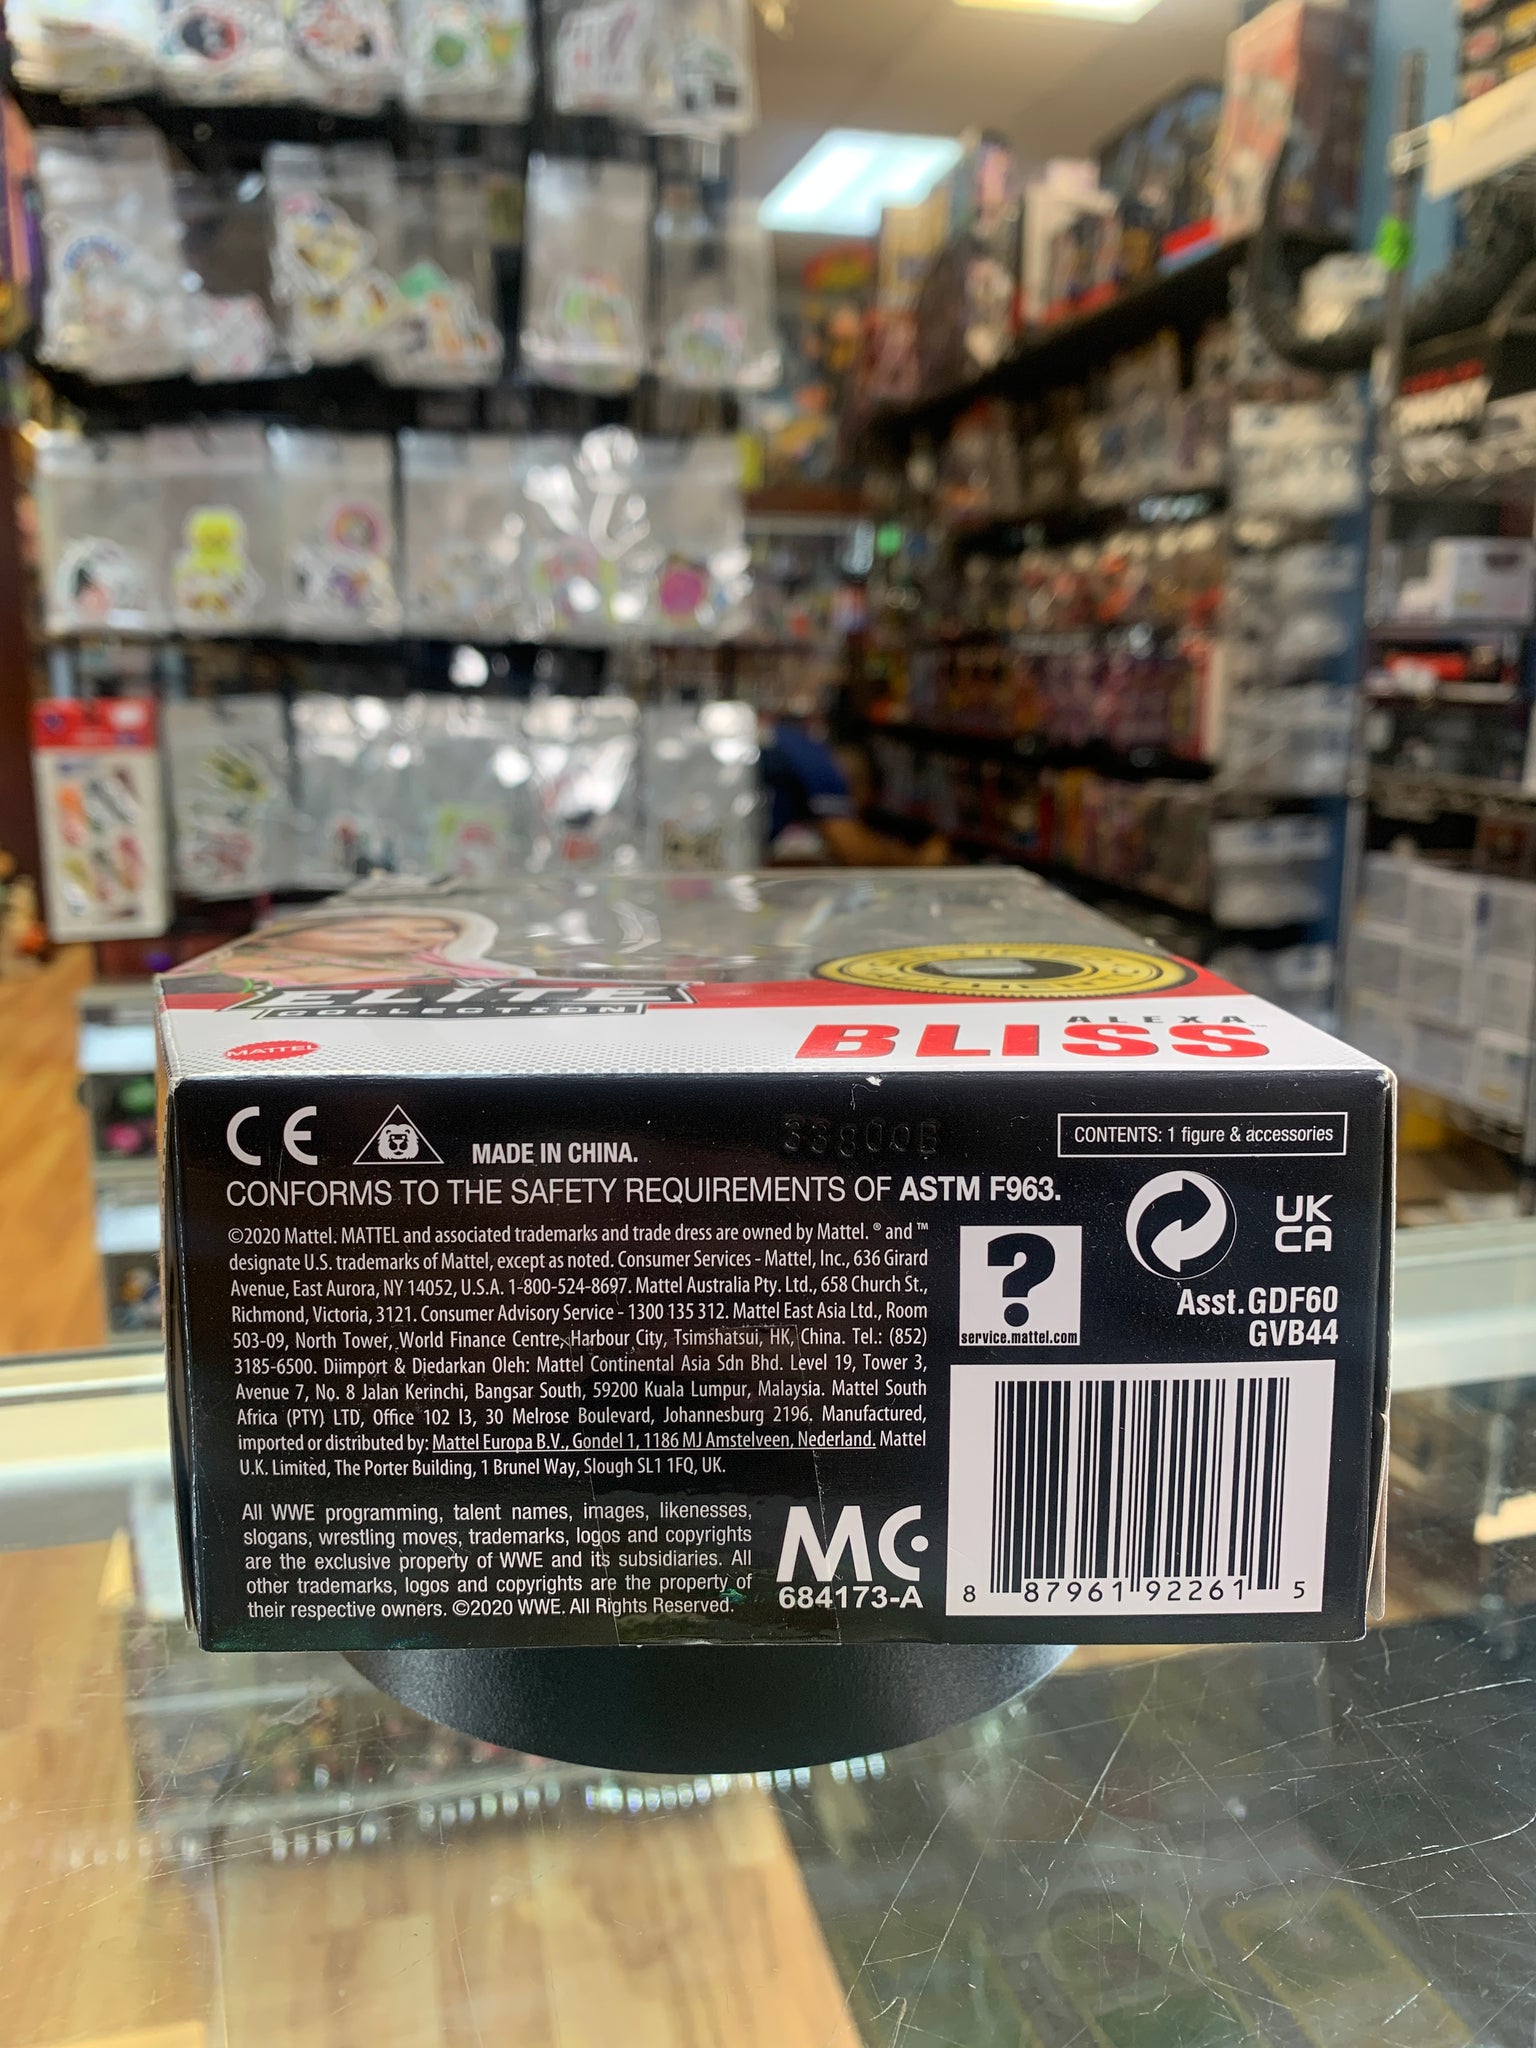 ELITE
COLLECTION
MATTEL
ALEXA
BLISS™
CE
MADE IN CHINA.
CONTENTS: 1 figure & accessories
CONFORMS TO THE SAFETY REQUIREMENTS OF ASTM F963.
©2020 Mattel. MATTEL and associated trademarks and trade dress are owned by Mattel. ® and ™
designate U.S. trademarks of Mattel, except as noted. Consumer Services - Mattel, Inc., 636 Girard
Avenue, East Aurora, NY 14052, U.S.A. 1-800-524-8697. Mattel Australia Pty. Ltd., 658 Church St.,
Richmond, Victoria, 3121. Consumer Advisory Service - 1300 135 312. Mattel East Asia Ltd., Room
503-09, North Tower, World Finance Centre, Harbour City, Tsimshatsui, HK, China. Tel.: (852)
3185-6500. Diimport & Diedarkan Oleh: Mattel Continental Asia Sdn Bhd. Level 19, Tower 3,
Avenue 7, No. 8 Jalan Kerinchi, Bangsar South, 59200 Kuala Lumpur, Malaysia. Mattel South
Africa (PTY) LTD, Office 102 I3, 30 Melrose Boulevard, Johannesburg 2196. Manufactured,
imported or distributed by: Mattel Europa B.V., Gondel 1, 1186 MJ Amstelveen, Nederland. Mattel
U.K. Limited, The Porter Building, 1 Brunel Way, Slough SL1 1FQ, UK.
?
service.mattel.com
UK
CA
Asst.GDF60
GVB44
All WWE programming, talent names, images, likenesses,
slogans, wrestling moves, trademarks, logos and copyrights
are the exclusive property of WWE and its subsidiaries. All
other trademarks, logos and copyrights are the property of
their respective owners. ©2020 WWE. All Rights Reserved.
MC
684173-A
8 87961 92261 5